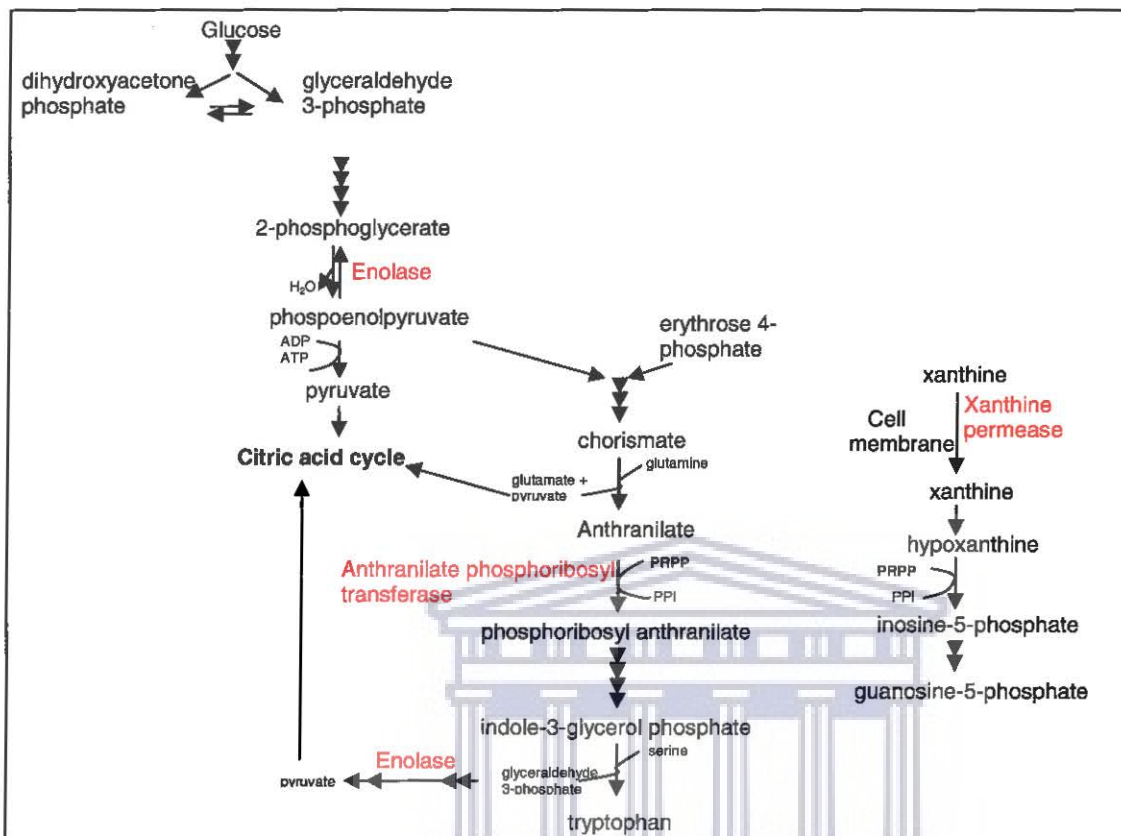 Glucose
dihydroxyacetone
phosphate
glyceraldehyde
3-phosphate
2-phosphoglycerate
H₂O
Enolase
phospoenolpyruvate
ADP
ATP
pyruvate
Citric acid cycle
erythrose 4-
phosphate
chorismate
glutamine
glutamate +
pyruvate
Anthranilate
Anthranilate phosphoribosyl
transferase
PRPP
PPI
phosphoribosyl anthranilate
indole-3-glycerol phosphate
serine
glyceraldehyde
3-phosphate
Enolase
pyruvate
tryptophan
xanthine
Cell
membrane
Xanthine
permease
xanthine
hypoxanthine
PRPP
PPI
inosine-5-phosphate
guanosine-5-phosphate